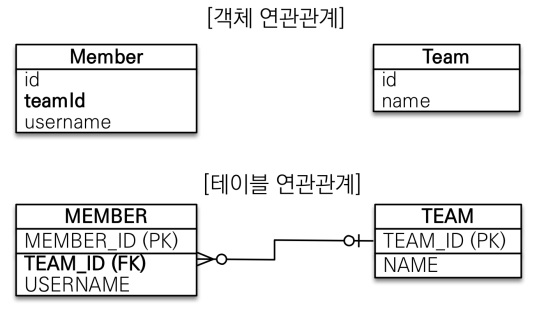 [객체 연관관계]
Member
id
teamId
username
Team
id
name
[테이블 연관관계]
MEMBER
MEMBER_ID (PK)
TEAM_ID (FK)
USERNAME
TEAM
TEAM_ID (PK)
NAME